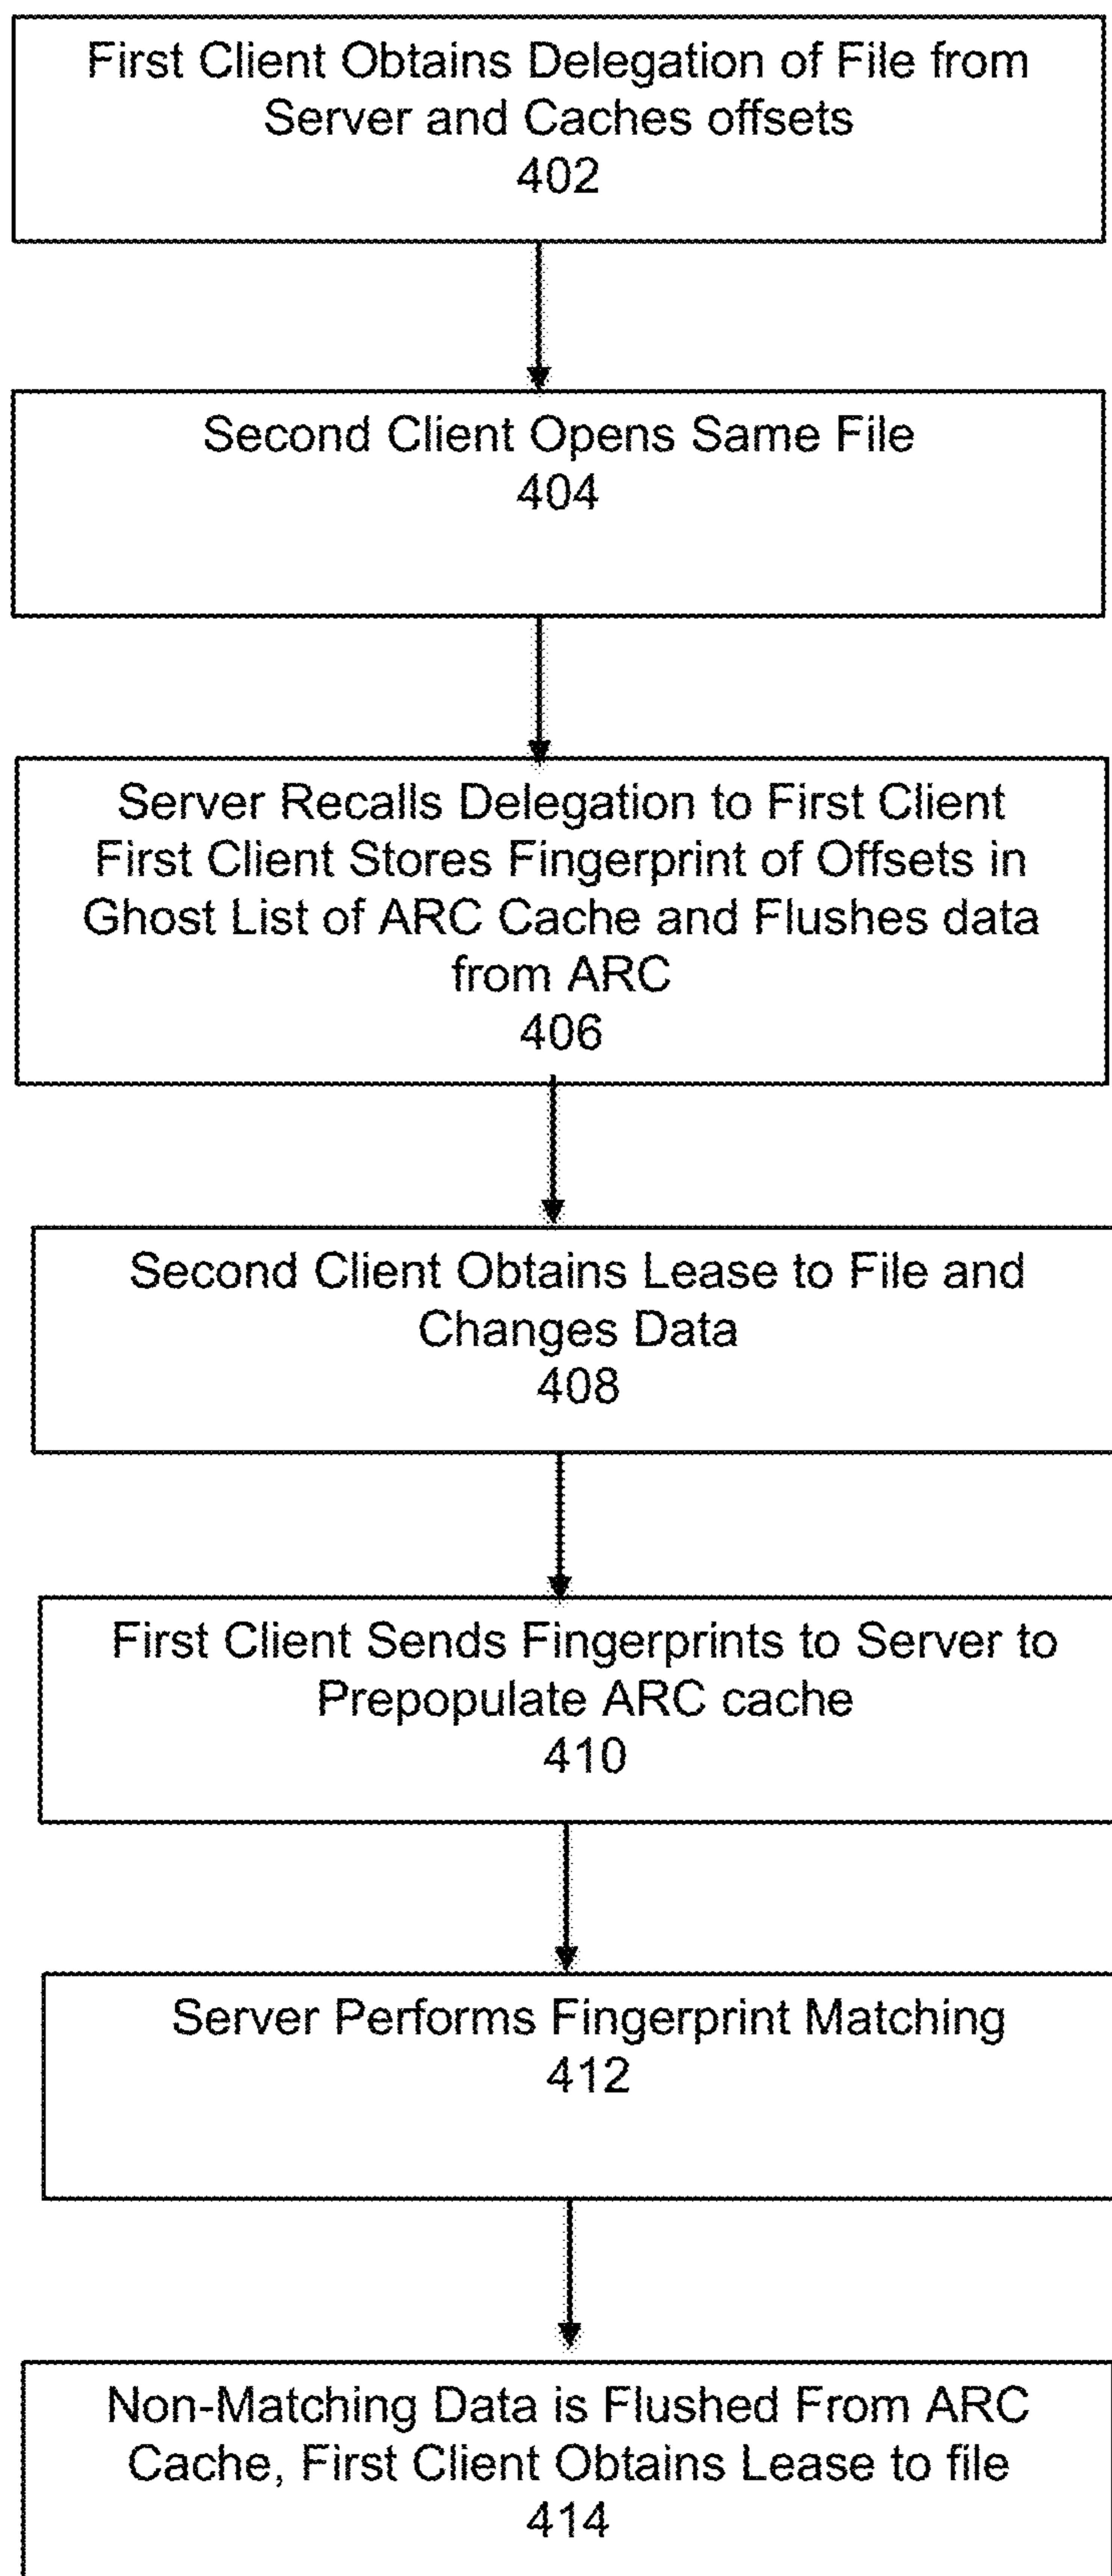 First Client Obtains Delegation of File from
Server and Caches offsets
402
Second Client Opens Same File
404
Server Recalls Delegation to First Client
First Client Stores Fingerprint of Offsets in
Ghost List of ARC Cache and Flushes data
from ARC
406
Second Client Obtains Lease to File and
Changes Data
408
First Client Sends Fingerprints to Server to
Prepopulate ARC cache
410
Server Performs Fingerprint Matching
412
Non-Matching Data is Flushed From ARC
Cache, First Client Obtains Lease to file
414